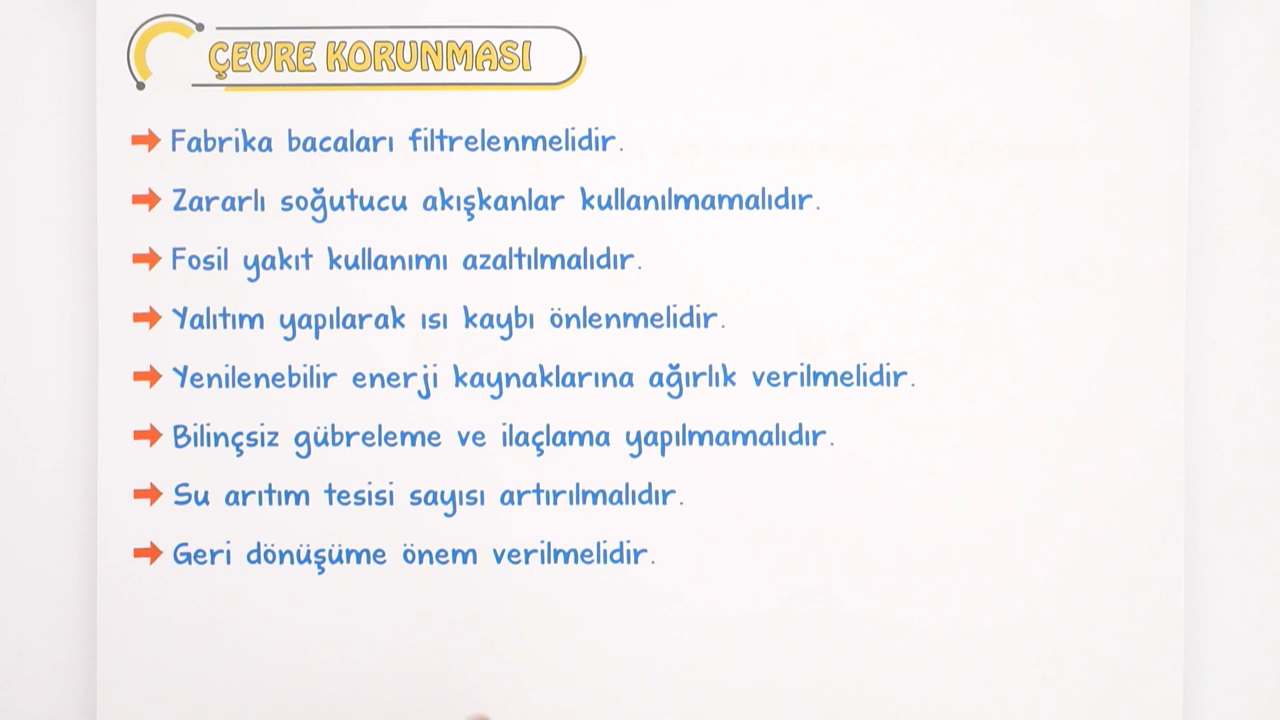 ÇEVRE KORUNMASI
Fabrika bacaları filtrelenmelidir.
Zararlı soğutucu akışkanlar kullanılmamalıdır.
Fosil yakıt kullanımı azaltılmalıdır.
Yalıtım yapılarak ısı kaybı önlenmelidir.
Yenilenebilir enerji kaynaklarına ağırlık verilmelidir.
Bilinçsiz gübreleme ve ilaçlama yapılmamalıdır.
Su arıtım tesisi sayısı artırılmalıdır.
Geri dönüşüme önem verilmelidir.